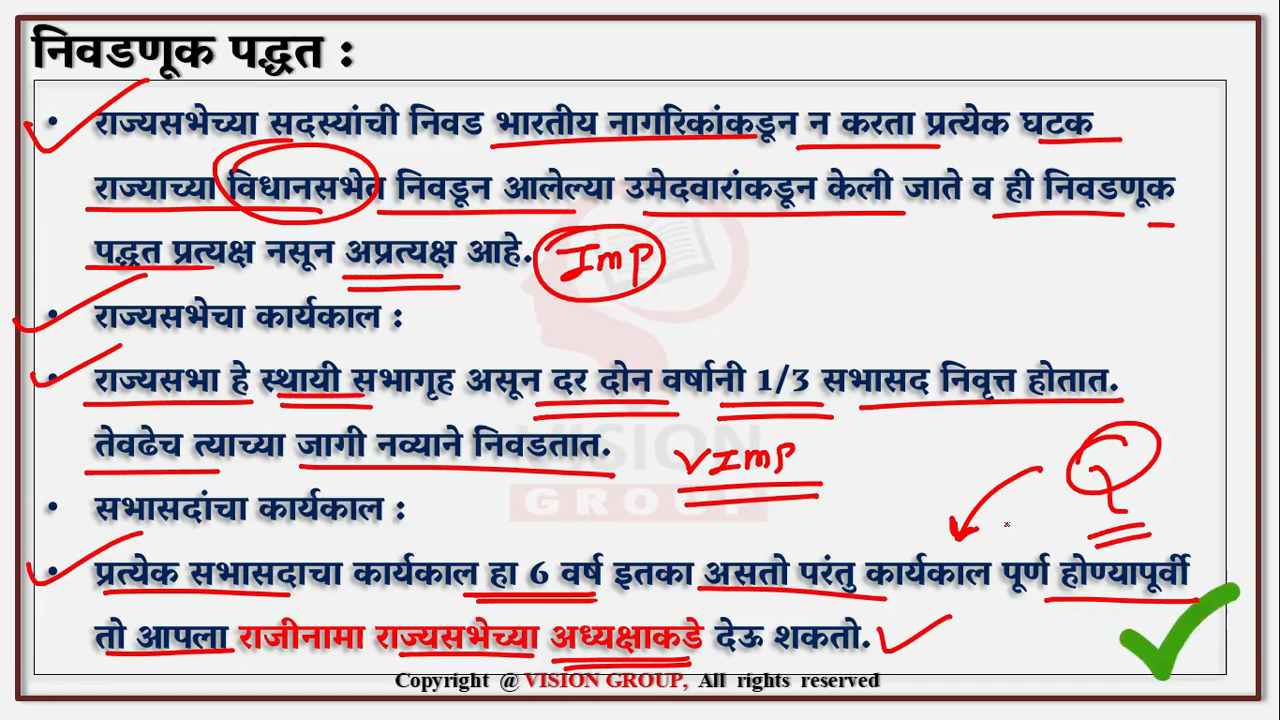 निवडणूक पद्धत :
• राज्यसभेच्या सदस्यांची निवड भारतीय नागरिकांकडून न करता प्रत्येक घटक
राज्याच्या विधानसभेत निवडून आलेल्या उमेदवारांकडून केली जाते व ही निवडणूक
पद्धत प्रत्यक्ष नसून अप्रत्यक्ष आहे. Imp
• राज्यसभेचा कार्यकाल :
• राज्यसभा हे स्थायी सभागृह असून दर दोन वर्षानी 1/3 सभासद निवृत्त होतात.
तेवढेच त्याच्या जागी नव्याने निवडतात. VImp
VISION
GROUP
Q
• सभासदांचा कार्यकाल :
• प्रत्येक सभासदाचा कार्यकाल हा 6 वर्ष इतका असतो परंतु कार्यकाल पूर्ण होण्यापूर्वी
तो आपला राजीनामा राज्यसभेच्या अध्यक्षाकडे देऊ शकतो.
Copyright @ VISION GROUP, All rights reserved